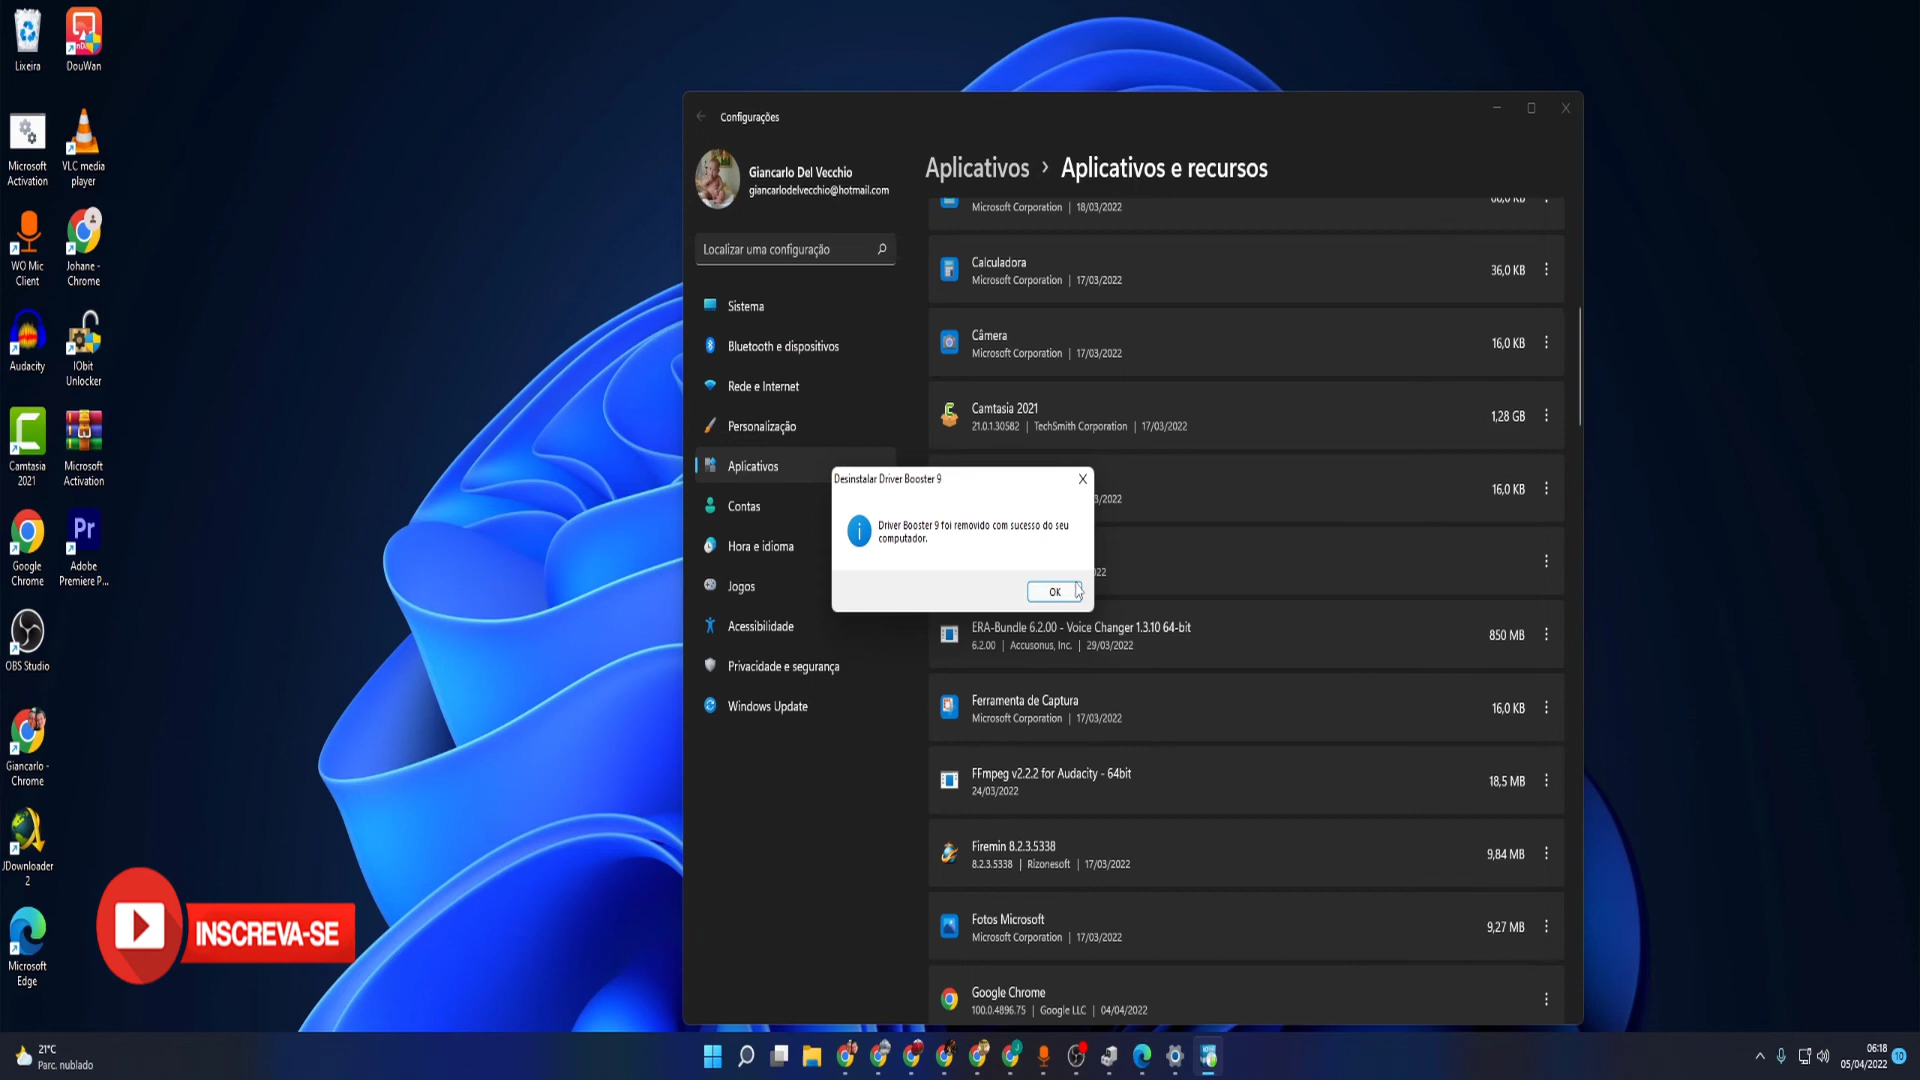 Lixeira
DouWan
Microsoft
Activation
VLC media
player
WO Mic
Client
Johane -
Chrome
Audacity
IObit
Unlocker
Camtasia
2021
Microsoft
Activation
Google
Chrome
Pr
Adobe
Premiere P...
OBS Studio
Giancarlo -
Chrome
JDownloader
2
Microsoft
Edge
INSCREVA-SE
Configurações
Giancarlo Del Vecchio
giancarlodelvecchio@hotmail.com
Localizar uma configuração
Sistema
Bluetooth e dispositivos
Rede e Internet
Personalização
Aplicativos
Contas
Hora e idioma
Jogos
Acessibilidade
Privacidade e segurança
Windows Update
Aplicativos › Aplicativos e recursos
Microsoft Corporation | 18/03/2022
Calculadora
Microsoft Corporation | 17/03/2022
36,0 KB
Câmera
Microsoft Corporation | 17/03/2022
16,0 KB
Camtasia 2021
21.0.1.30582 | TechSmith Corporation | 17/03/2022
1,28 GB
16,0 KB
Desinstalar Driver Booster 9
Driver Booster 9 foi removido com sucesso do seu
computador.
OK
ERA-Bundle 6.2.00 - Voice Changer 1.3.10 64-bit
6.2.00 | Accusonus, Inc. | 29/03/2022
850 MB
Ferramenta de Captura
Microsoft Corporation | 17/03/2022
16,0 KB
FFmpeg v2.2.2 for Audacity - 64bit
24/03/2022
18,5 MB
Firemin 8.2.3.5338
8.2.3.5338 | Rizonesoft | 17/03/2022
9,84 MB
Fotos Microsoft
Microsoft Corporation | 17/03/2022
9,27 MB
Google Chrome
100.0.4896.75 | Google LLC | 04/04/2022
21°C
Parc. nublado
06:18
05/04/2022
10